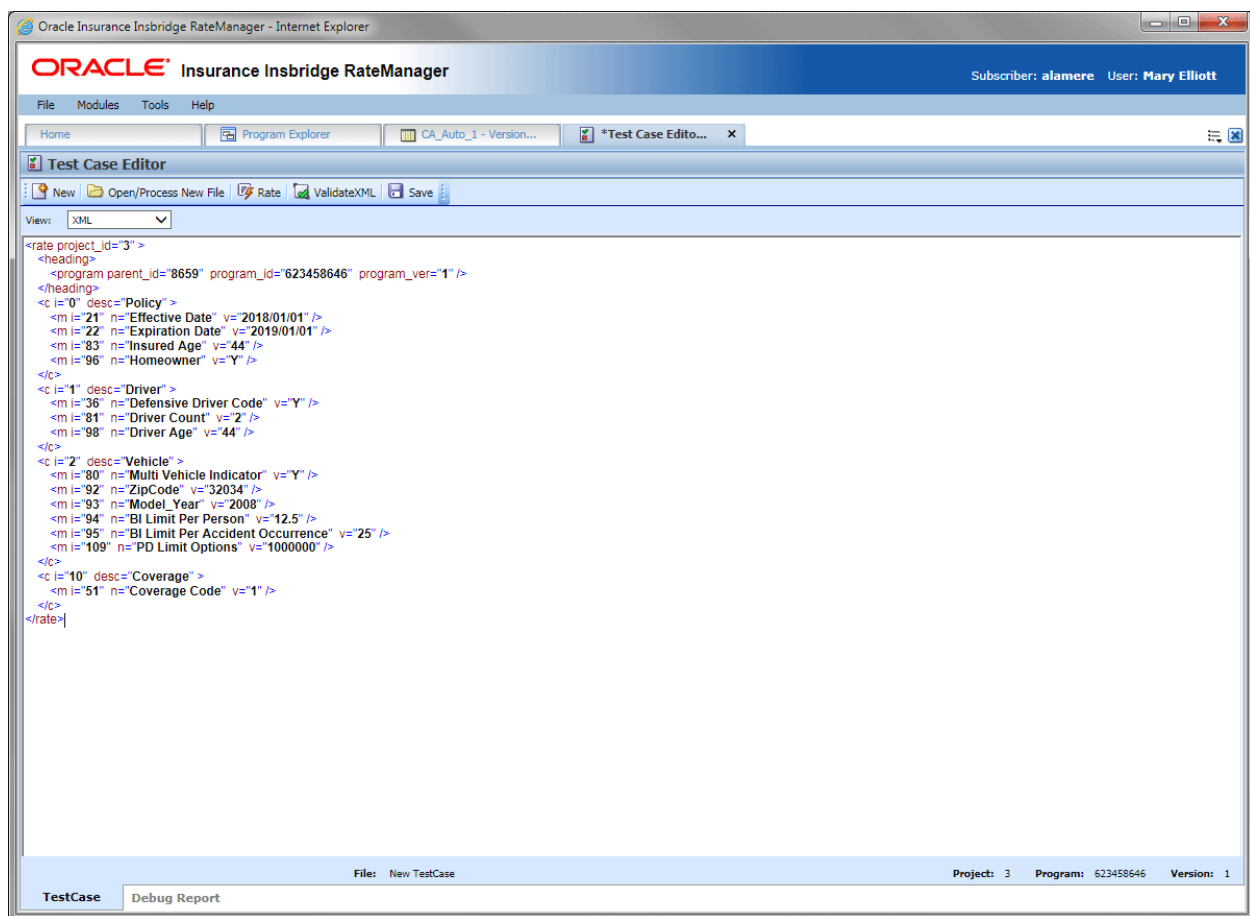 Oracle Insurance Insbridge RateManager - Internet Explorer
ORACLE® Insurance Insbridge RateManager
Subscriber: alamere User: Mary Elliott
File Modules Tools Help
Home Program Explorer CA_Auto_1 - Version... *Test Case Edito... X
Test Case Editor
New Open/Process New File Rate ValidateXML Save
View: XML
<rate project_id="3" >
<heading>
<program parent_id="8659" program_id="623458646" program_ver="1" />
</heading>
<c i="0" desc="Policy" >
<m i="21" n="Effective Date" v="2018/01/01" />
<m i="22" n="Expiration Date" v="2019/01/01" />
<m i="83" n="Insured Age" v="44" />
<m i="96" n="Homeowner" v="Y" />
</c>
<c i="1" desc="Driver" >
<m i="36" n="Defensive Driver Code" v="Y" />
<m i="81" n="Driver Count" v="2" />
<m i="98" n="Driver Age" v="44" />
</c>
<c i="2" desc="Vehicle" >
<m i="80" n="Multi Vehicle Indicator" v="Y" />
<m i="92" n="ZipCode" v="32034" />
<m i="93" n="Model_Year" v="2008" />
<m i="94" n="BI Limit Per Person" v="12.5" />
<m i="95" n="BI Limit Per Accident Occurrence" v="25" />
<m i="109" n="PD Limit Options" v="1000000" />
</c>
<c i="10" desc="Coverage" >
<m i="51" n="Coverage Code" v="1" />
</c>
</rate>
File: New TestCase Project: 3 Program: 623458646 Version: 1
TestCase Debug Report